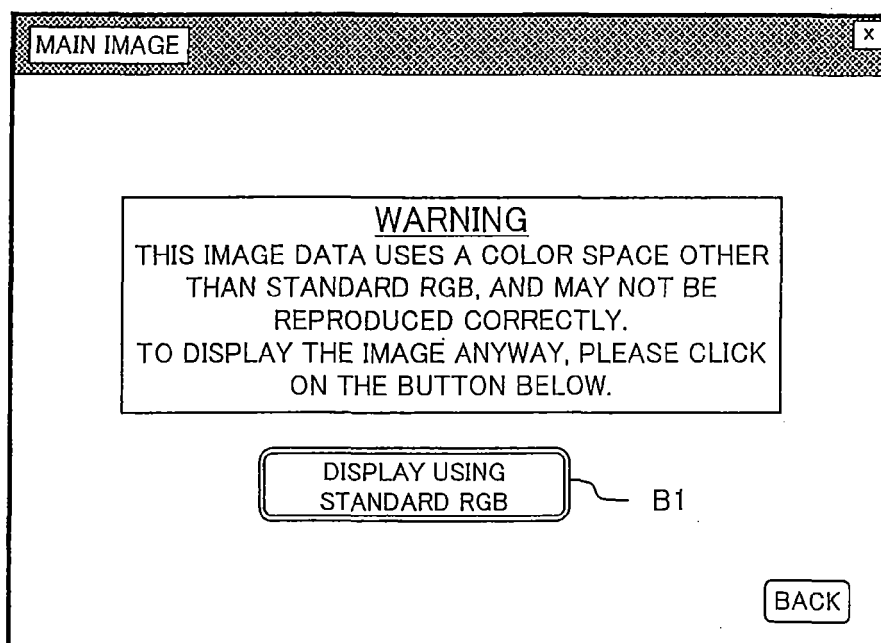 MAIN IMAGE
x
WARNING
THIS IMAGE DATA USES A COLOR SPACE OTHER
THAN STANDARD RGB, AND MAY NOT BE
REPRODUCED CORRECTLY.
TO DISPLAY THE IMAGE ANYWAY, PLEASE CLICK
ON THE BUTTON BELOW.
DISPLAY USING
STANDARD RGB
B1
BACK